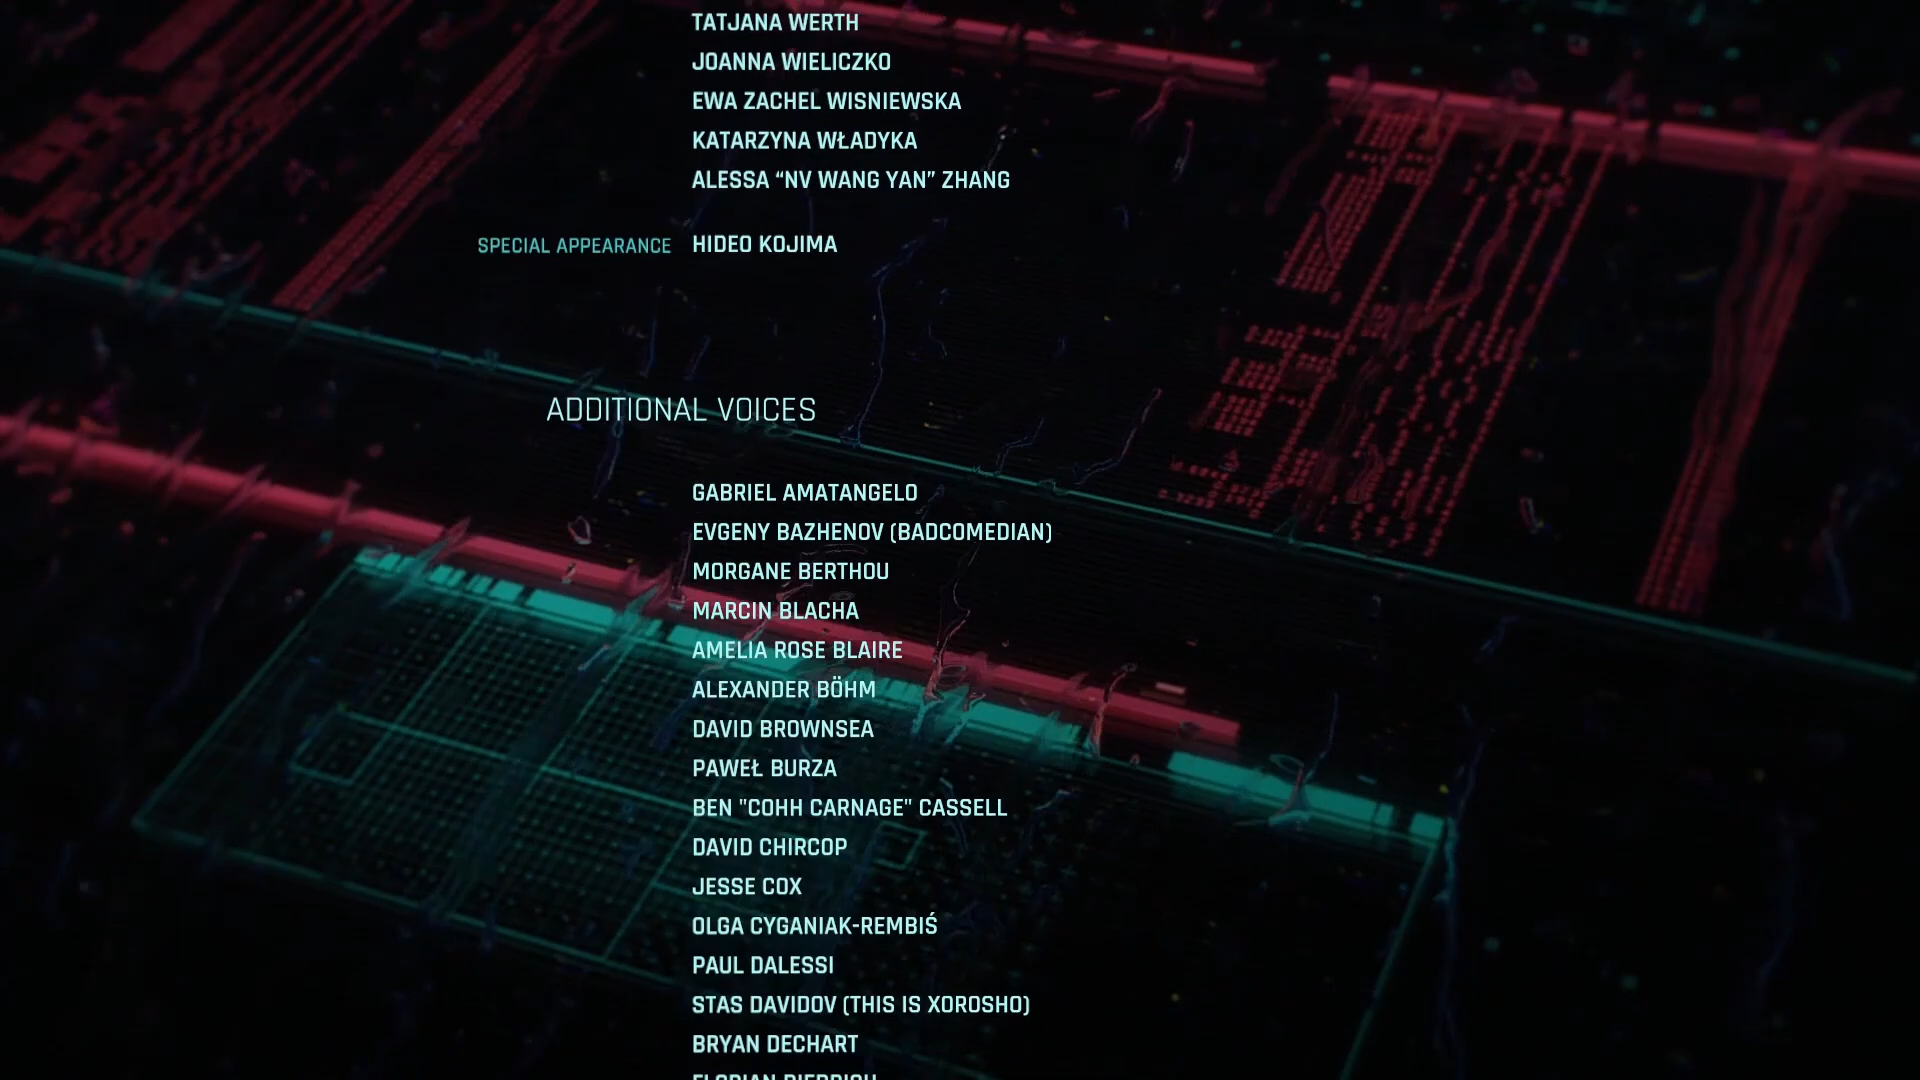 TATJANA WERTH
JOANNA WIELICZKO
EWA ZACHEL WISNIEWSKA
KATARZYNA WŁADYKA
ALESSA “NV WANG YAN” ZHANG
SPECIAL APPEARANCE HIDEO KOJIMA
ADDITIONAL VOICES
GABRIEL AMATANGELO
EVGENY BAZHENOV (BADCOMEDIAN)
MORGANE BERTHOU
MARCIN BLACHA
AMELIA ROSE BLAIRE
ALEXANDER BÖHM
DAVID BROWNSEA
PAWEŁ BURZA
BEN "COHH CARNAGE" CASSELL
DAVID CHIRCOP
JESSE COX
OLGA CYGANIAK-REMBIŚ
PAUL DALESSI
STAS DAVIDOV (THIS IS XOROSHO)
BRYAN DECHART